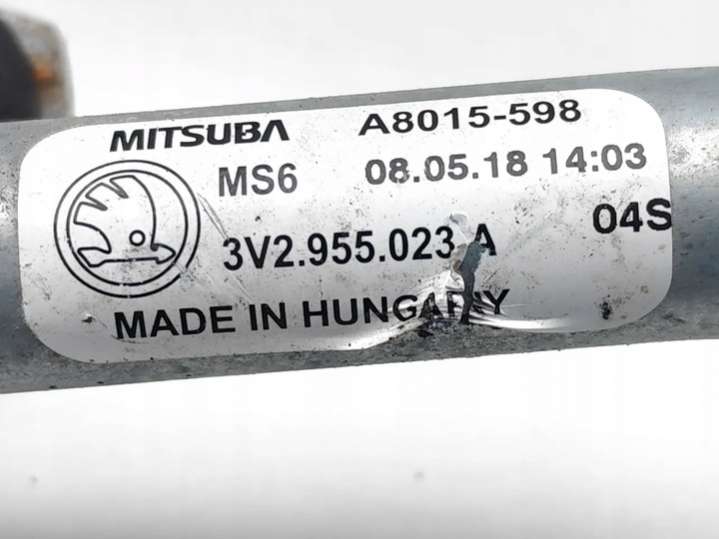 MITSUBA A8015-598
MS6 08.05.18 14:03
3V2.955.023 A 04S
MADE IN HUNGARY